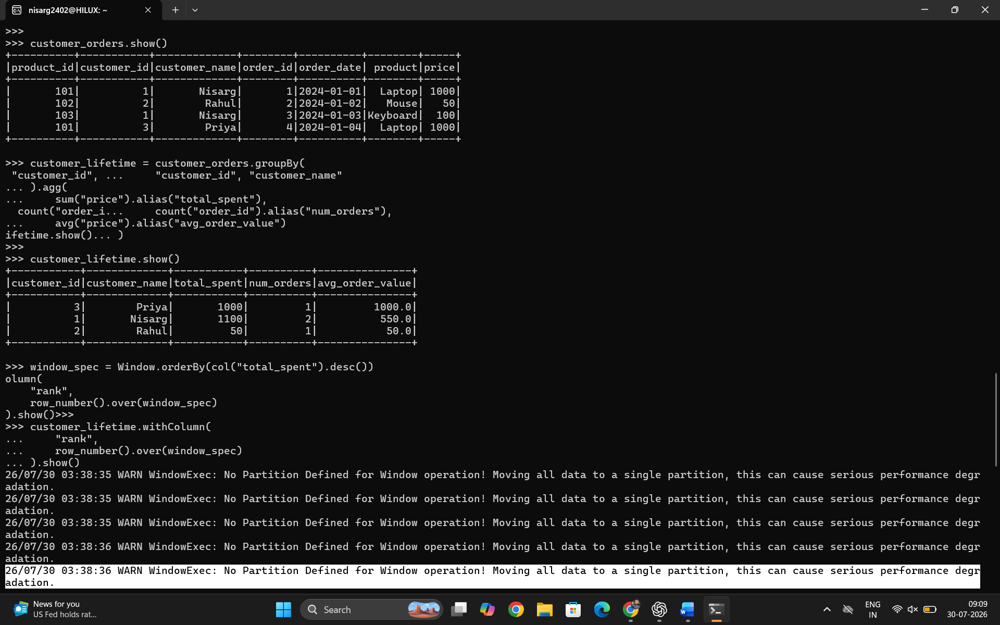 nisarg2402@HILUX: ~
>>>
>>> customer_orders.show()
+----------+-----------+-------------+--------+----------+--------+-----+
|product_id|customer_id|customer_name|order_id|order_date| product|price|
+----------+-----------+-------------+--------+----------+--------+-----+
|       101|          1|       Nisarg|       1|2024-01-01|  Laptop| 1000|
|       102|          2|        Rahul|       2|2024-01-02|   Mouse|   50|
|       103|          1|       Nisarg|       3|2024-01-03|Keyboard|  100|
|       101|          3|        Priya|       4|2024-01-04|  Laptop| 1000|
+----------+-----------+-------------+--------+----------+--------+-----+
>>> customer_lifetime = customer_orders.groupBy(
 "customer_id", ...     "customer_id", "customer_name"
... ).agg(
...     sum("price").alias("total_spent"),
  count("order_i...     count("order_id").alias("num_orders"),
...     avg("price").alias("avg_order_value")
ifetime.show()... )
>>>
>>> customer_lifetime.show()
+-----------+-------------+-----------+----------+---------------+
|customer_id|customer_name|total_spent|num_orders|avg_order_value|
+-----------+-------------+-----------+----------+---------------+
|          3|        Priya|       1000|         1|         1000.0|
|          1|       Nisarg|       1100|         2|          550.0|
|          2|        Rahul|         50|         1|           50.0|
+-----------+-------------+-----------+----------+---------------+
>>> window_spec = Window.orderBy(col("total_spent").desc())
olumn(
    "rank",
    row_number().over(window_spec)
).show()>>>
>>> customer_lifetime.withColumn(
...     "rank",
...     row_number().over(window_spec)
... ).show()
26/07/30 03:38:35 WARN WindowExec: No Partition Defined for Window operation! Moving all data to a single partition, this can cause serious performance degr
adation.
26/07/30 03:38:35 WARN WindowExec: No Partition Defined for Window operation! Moving all data to a single partition, this can cause serious performance degr
adation.
26/07/30 03:38:35 WARN WindowExec: No Partition Defined for Window operation! Moving all data to a single partition, this can cause serious performance degr
adation.
26/07/30 03:38:36 WARN WindowExec: No Partition Defined for Window operation! Moving all data to a single partition, this can cause serious performance degr
adation.
26/07/30 03:38:36 WARN WindowExec: No Partition Defined for Window operation! Moving all data to a single partition, this can cause serious performance degr
adation.
News for you
US Fed holds rat...
Search
ENG
IN
09:09
30-07-2026